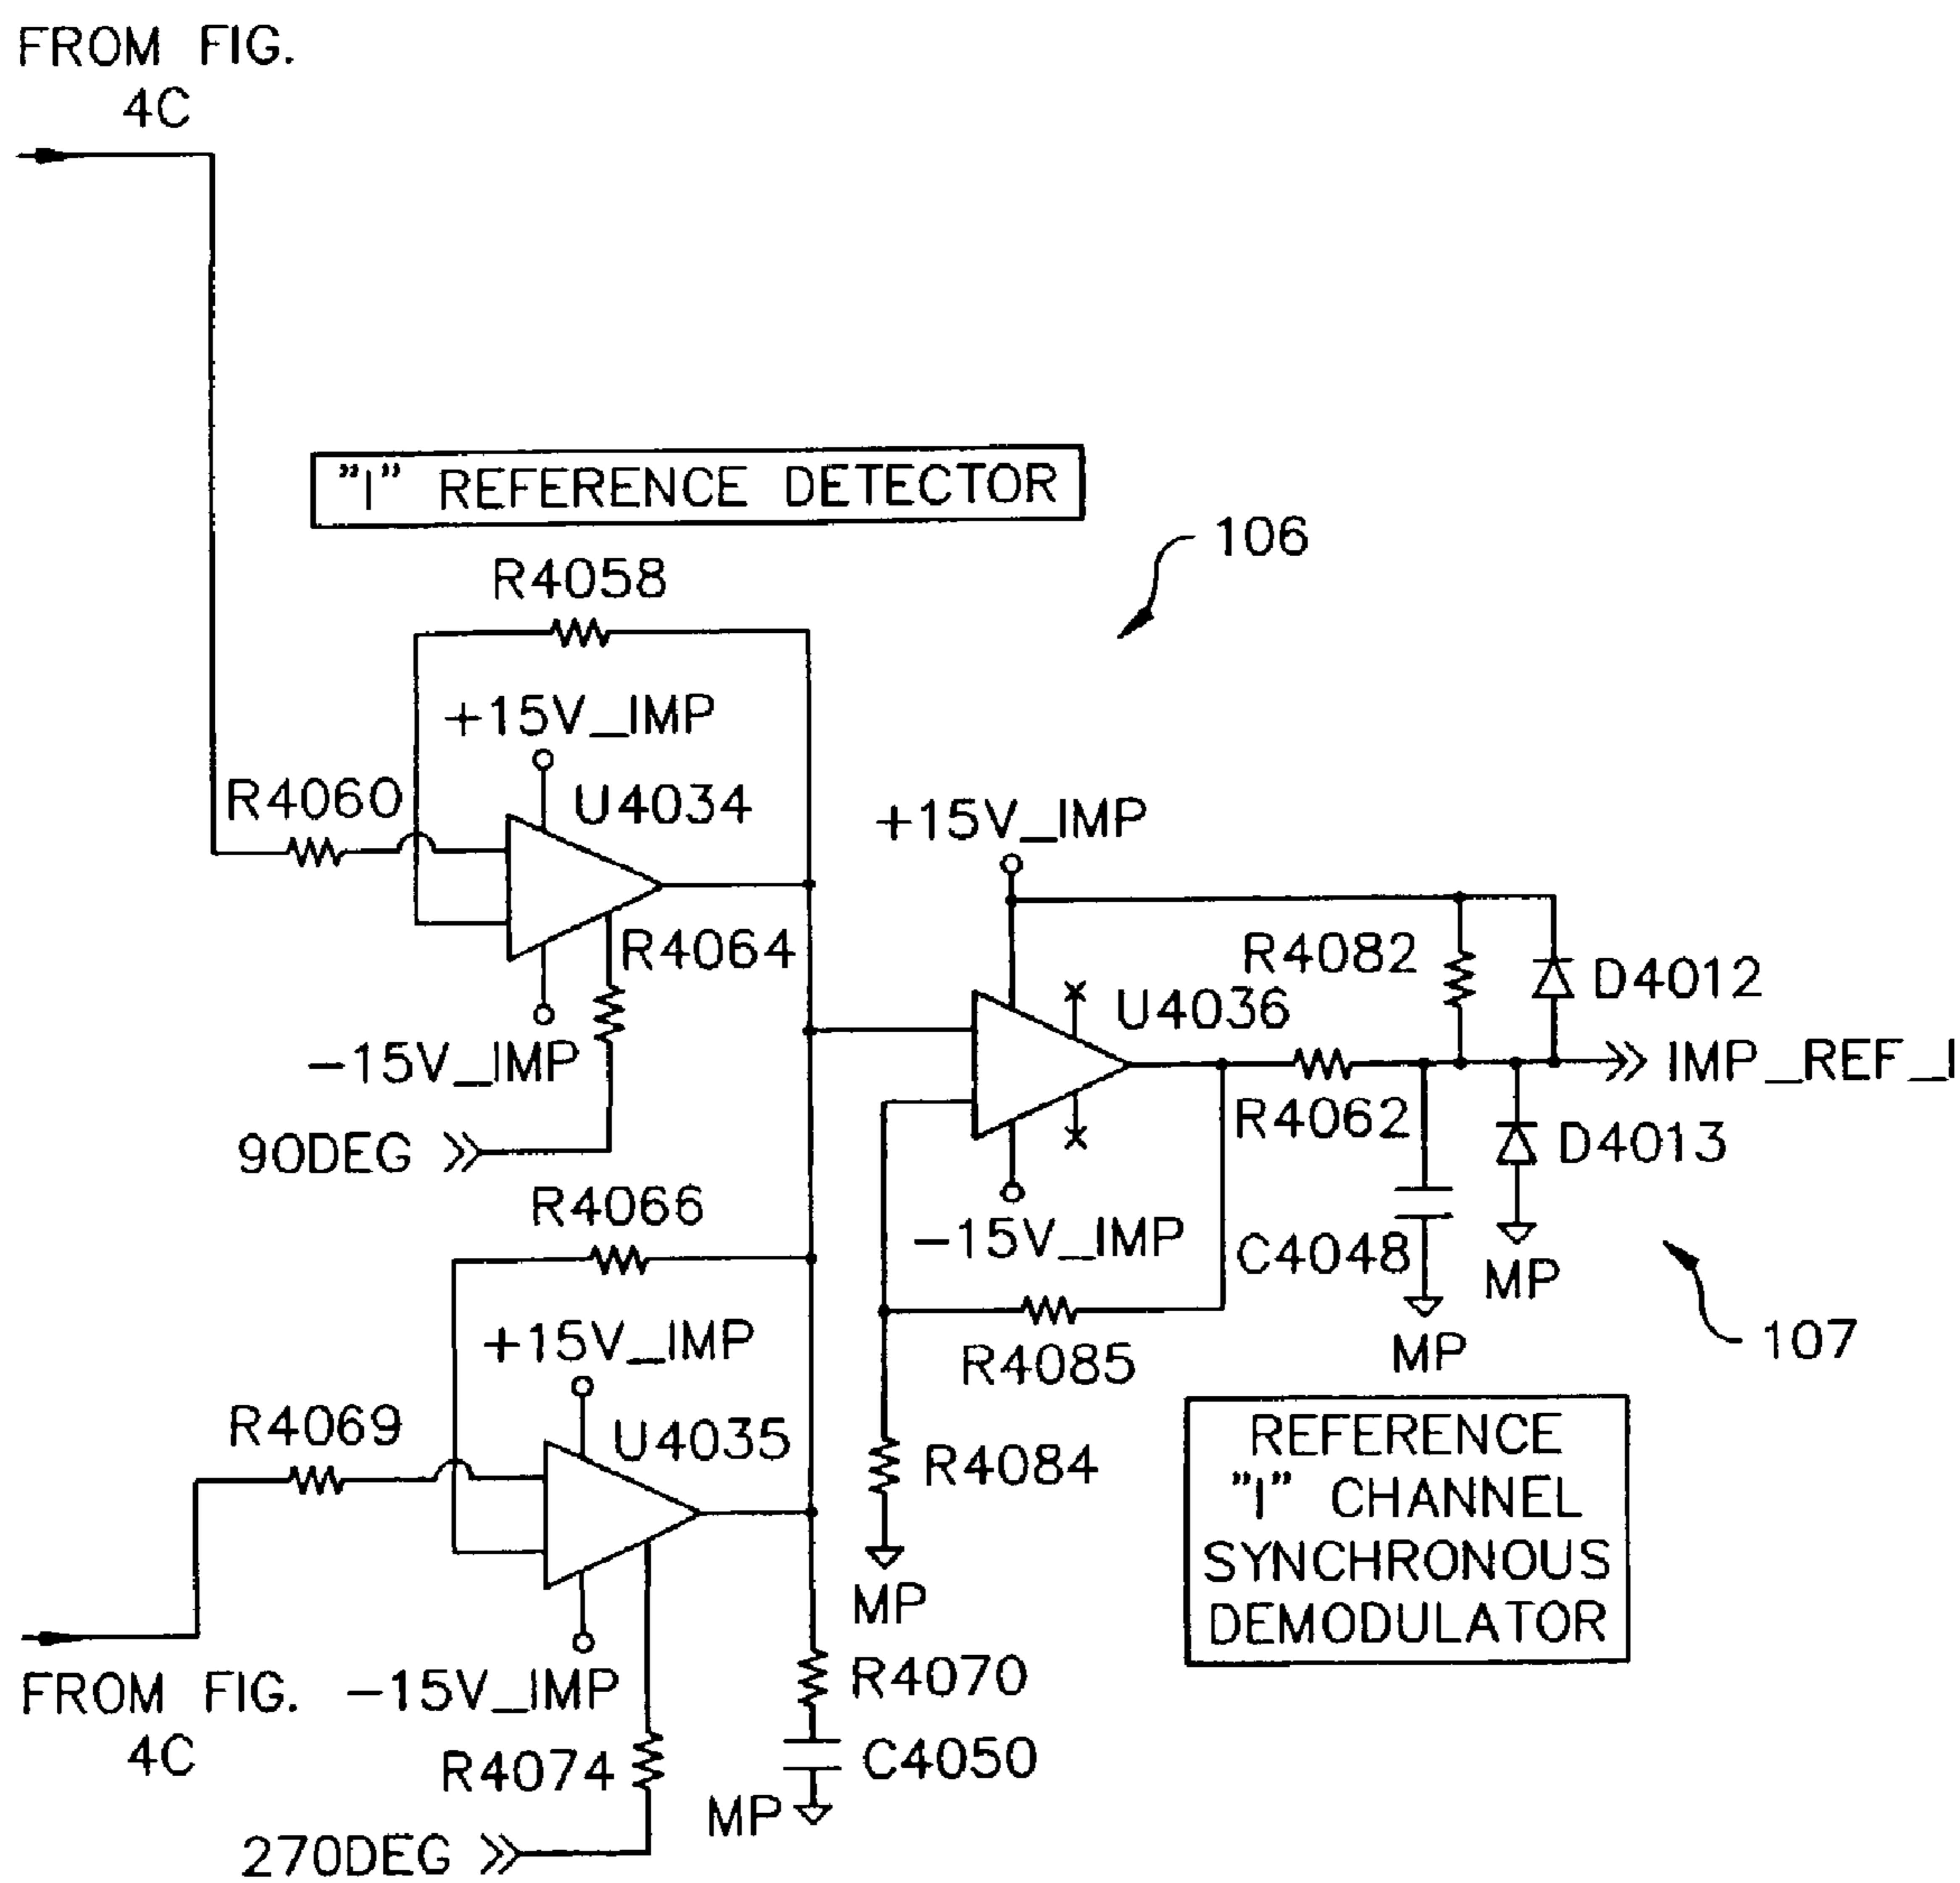 FROM FIG.
4C
"I" REFERENCE DETECTOR
106
R4058
+15V_IMP
R4060
U4034
+15V_IMP
R4064
R4082
D4012
U4036
-15V_IMP
IMP_REF_I
90DEG
R4062
D4013
R4066
-15V_IMP
C4048
MP
+15V_IMP
107
R4085
MP
R4069
U4035
R4084
REFERENCE
"I" CHANNEL
SYNCHRONOUS
DEMODULATOR
MP
FROM FIG.
4C
-15V_IMP
R4070
R4074
C4050
MP
270DEG